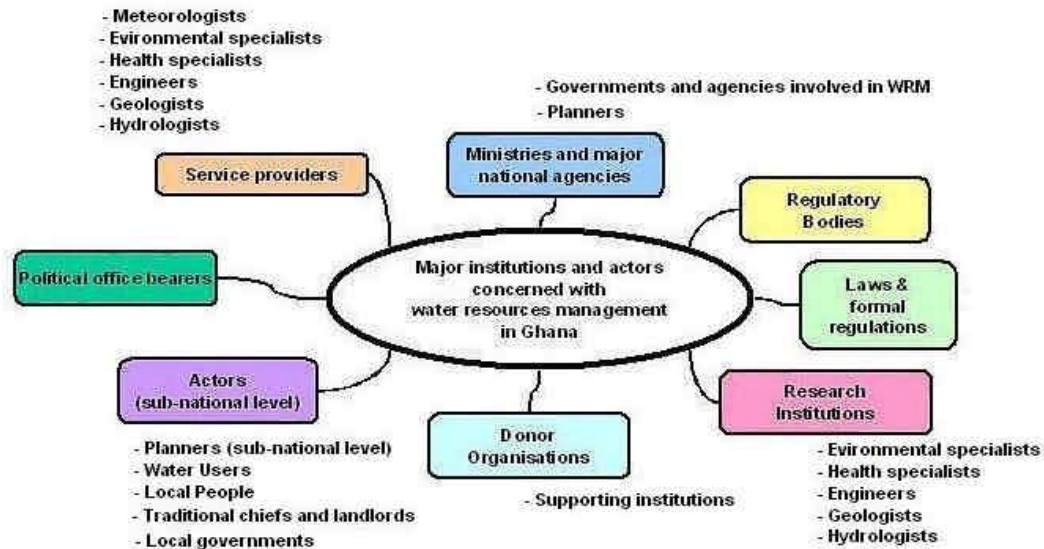 - Meteorologists
- Evironmental specialists
- Health specialists
- Engineers
- Geologists
- Hydrologists
Service providers
- Governments and agencies involved in WRM
- Planners
Ministries and major
national agencies
Regulatory
Bodies
Political office bearers
Major institutions and actors
concerned with
water resources management
in Ghana
Laws &
formal
regulations
Actors
(sub-national level)
- Planners (sub-national level)
- Water Users
- Local People
- Traditional chiefs and landlords
- Local governments
Donor
Organisations
- Supporting institutions
Research
Institutions
- Evironmental specialists
- Health specialists
- Engineers
- Geologists
- Hydrologists